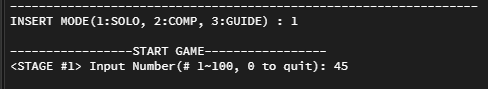 -----------------------------------------------------------------
INSERT MODE(1:SOLO, 2:COMP, 3:GUIDE) : 1
-----------------START GAME-----------------
<STAGE #1> Input Number(# 1~100, 0 to quit): 45